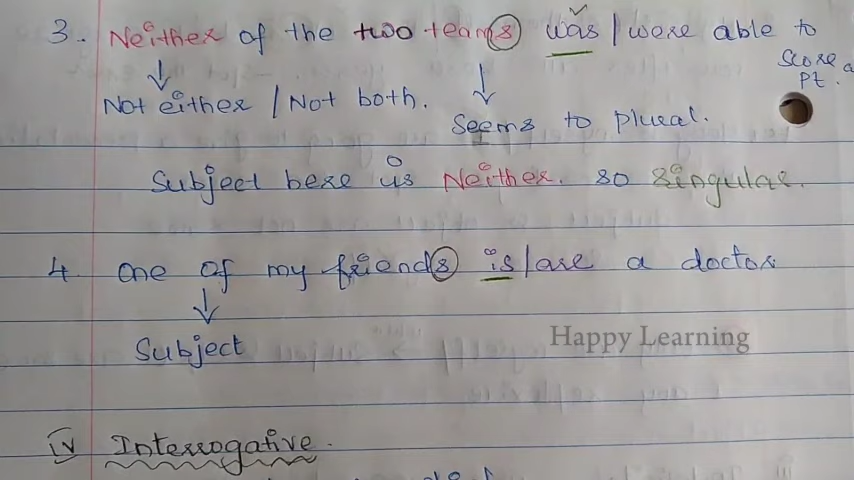 3. Neither of the two teams was / were able to
score a
pt.
Not either / Not both.
Seems to plural.
Subject here is Neither. so singular.
4. One of my friends is/are a doctor
Subject
Happy Learning
iv Interrogative.